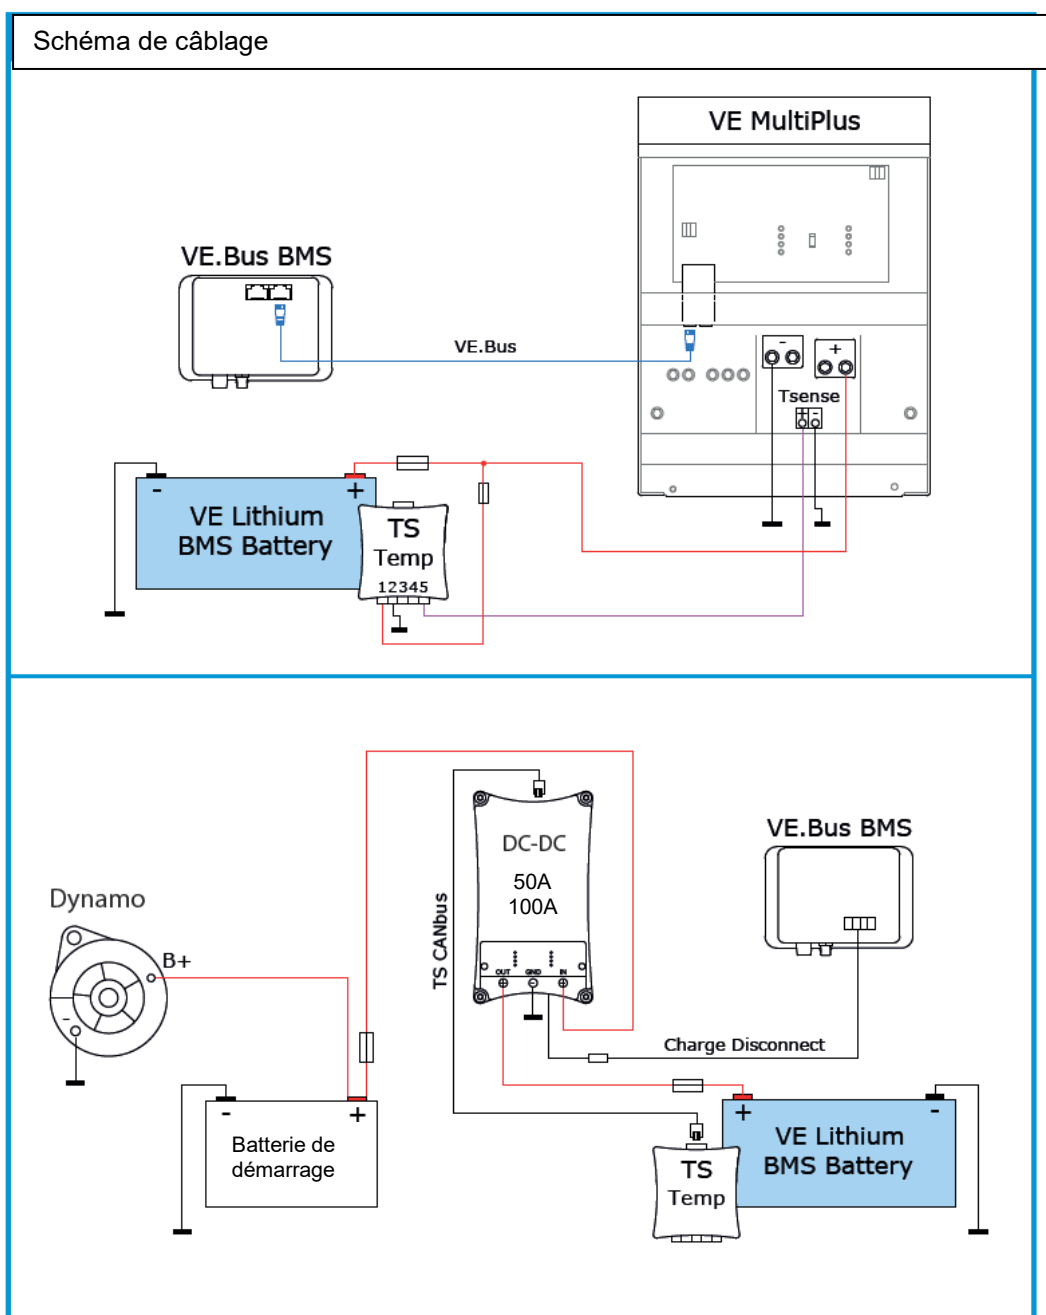 Schéma de câblage
VE MultiPlus
VE.Bus BMS
VE.Bus
- +
Tsense
+ -
- +
VE Lithium
BMS Battery
TS
Temp
12345
DC-DC
50A
100A
OUT GND IN
TS CANbus
VE.Bus BMS
Dynamo
B+
-
Charge Disconnect
- +
Batterie de
démarrage
+ -
VE Lithium
BMS Battery
TS
Temp